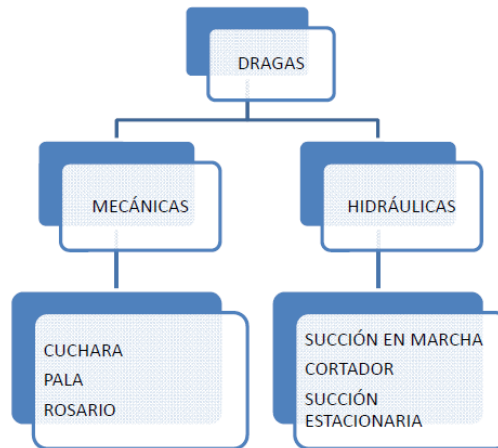 DRAGAS
MECÁNICAS
HIDRÁULICAS
CUCHARA
PALA
ROSARIO
SUCCIÓN EN MARCHA
CORTADOR
SUCCIÓN
ESTACIONARIA